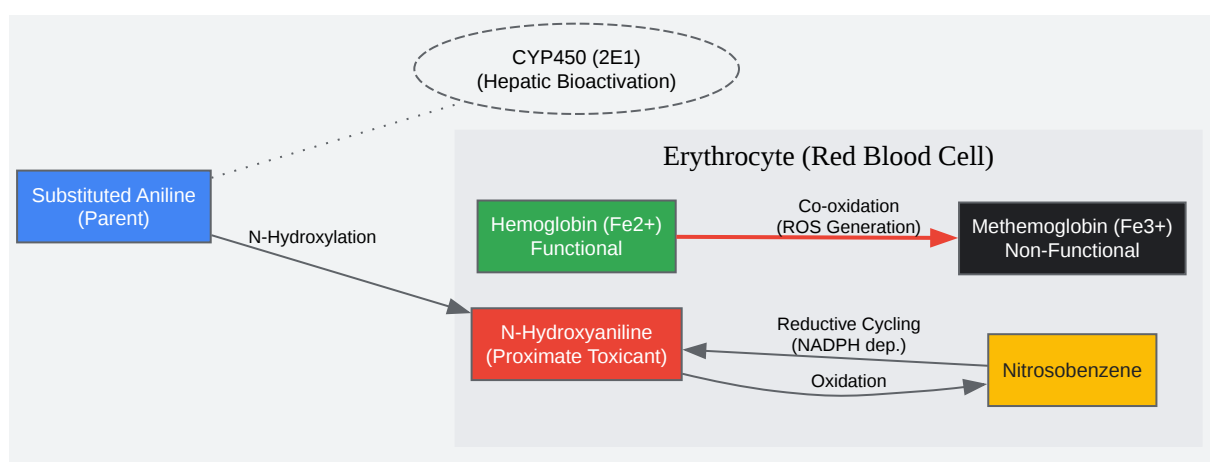 CYP450 (2E1)
(Hepatic Bioactivation)
Erythrocyte (Red Blood Cell)
Substituted Aniline
(Parent)
N-Hydroxylation
Hemoglobin (Fe2+)
Functional
Co-oxidation
(ROS Generation)
Methemoglobin (Fe3+)
Non-Functional
N-Hydroxyaniline
(Proximate Toxicant)
Reductive Cycling
(NADPH dep.)
Oxidation
Nitrosobenzene